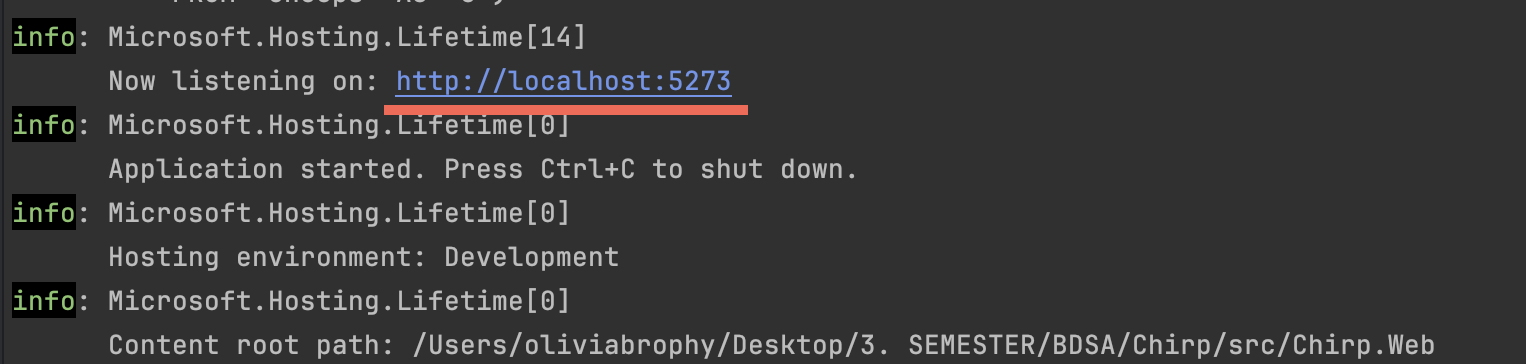 info: Microsoft.Hosting.Lifetime[14]
Now listening on: http://localhost:5273
info: Microsoft.Hosting.Lifetime[0]
Application started. Press Ctrl+C to shut down.
info: Microsoft.Hosting.Lifetime[0]
Hosting environment: Development
info: Microsoft.Hosting.Lifetime[0]
Content root path: /Users/oliviabrophy/Desktop/3. SEMESTER/BDSA/Chirp/src/Chirp.Web